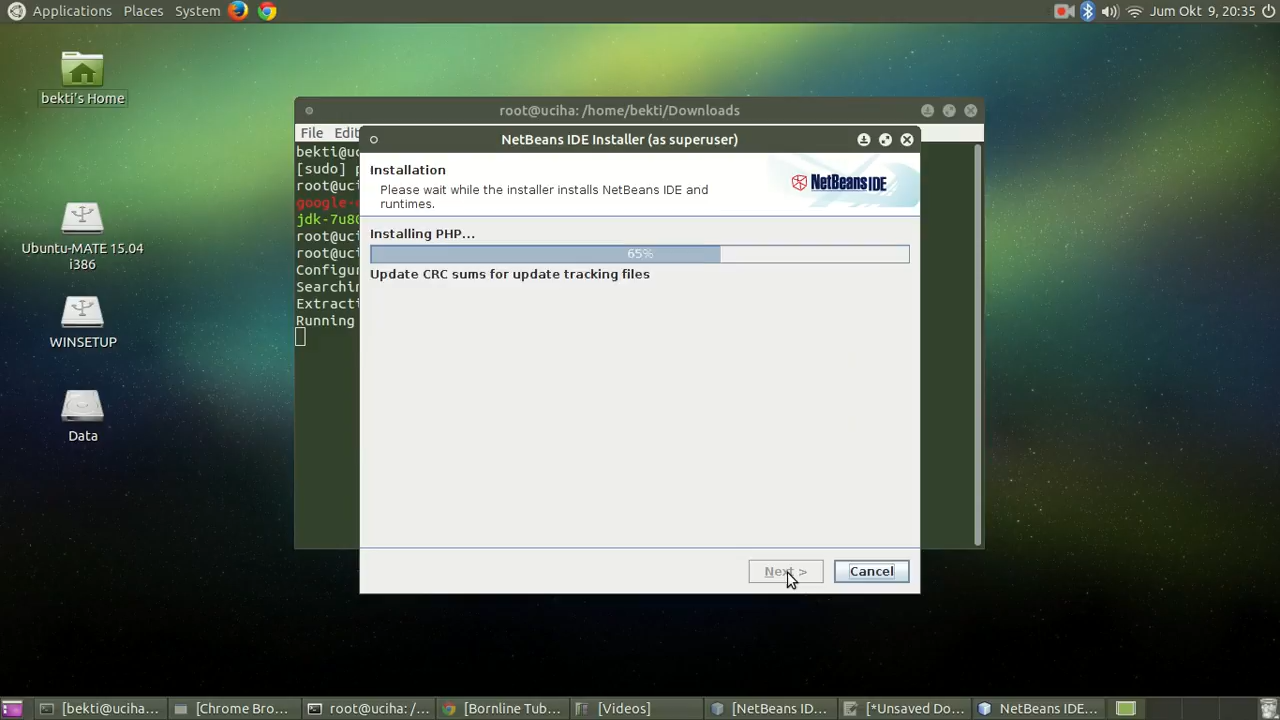 Applications Places System
Jum Okt 9, 20:35
bekti's Home
Ubuntu-MATE 15.04
i386
WINSETUP
Data
root@uciha: /home/bekti/Downloads
File Edi
bekti@uc
[sudo] p
root@uci
google-c
jdk-7u80
root@uci
root@uci
Configur
Searchin
Extracti
Running
NetBeans IDE Installer (as superuser)
Installation
Please wait while the installer installs NetBeans IDE and
runtimes.
NetBeans IDE
Installing PHP...
65%
Update CRC sums for update tracking files
Next >
Cancel
[bekti@uciha... [Chrome Bro... root@uciha: /... [Bornline Tub... [Videos] [NetBeans ID... [*Unsaved Do... NetBeans IDE...